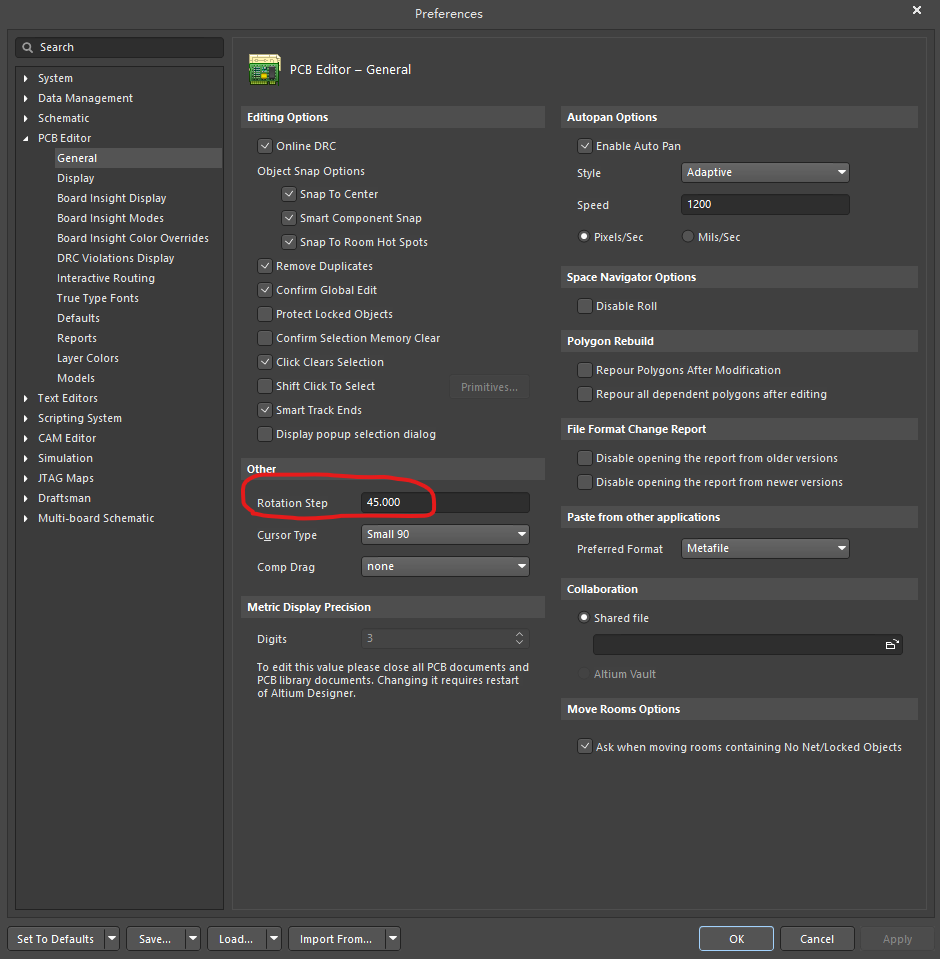 Preferences
Search
System
Data Management
Schematic
PCB Editor
General
Display
Board Insight Display
Board Insight Modes
Board Insight Color Overrides
DRC Violations Display
Interactive Routing
True Type Fonts
Defaults
Reports
Layer Colors
Models
Text Editors
Scripting System
CAM Editor
Simulation
JTAG Maps
Draftsman
Multi-board Schematic
PCB Editor – General
Editing Options
Online DRC
Object Snap Options
Snap To Center
Smart Component Snap
Snap To Room Hot Spots
Remove Duplicates
Confirm Global Edit
Protect Locked Objects
Confirm Selection Memory Clear
Click Clears Selection
Shift Click To Select
Primitives...
Smart Track Ends
Display popup selection dialog
Other
Rotation Step 45.000
Cursor Type Small 90
Comp Drag none
Metric Display Precision
Digits 3
To edit this value please close all PCB documents and
PCB library documents. Changing it requires restart
of Altium Designer.
Autopan Options
Enable Auto Pan
Style Adaptive
Speed 1200
Pixels/Sec Mils/Sec
Space Navigator Options
Disable Roll
Polygon Rebuild
Repour Polygons After Modification
Repour all dependent polygons after editing
File Format Change Report
Disable opening the report from older versions
Disable opening the report from newer versions
Paste from other applications
Preferred Format Metafile
Collaboration
Shared file
Altium Vault
Move Rooms Options
Ask when moving rooms containing No Net/Locked Objects
Set To Defaults Save... Load... Import From... OK Cancel Apply